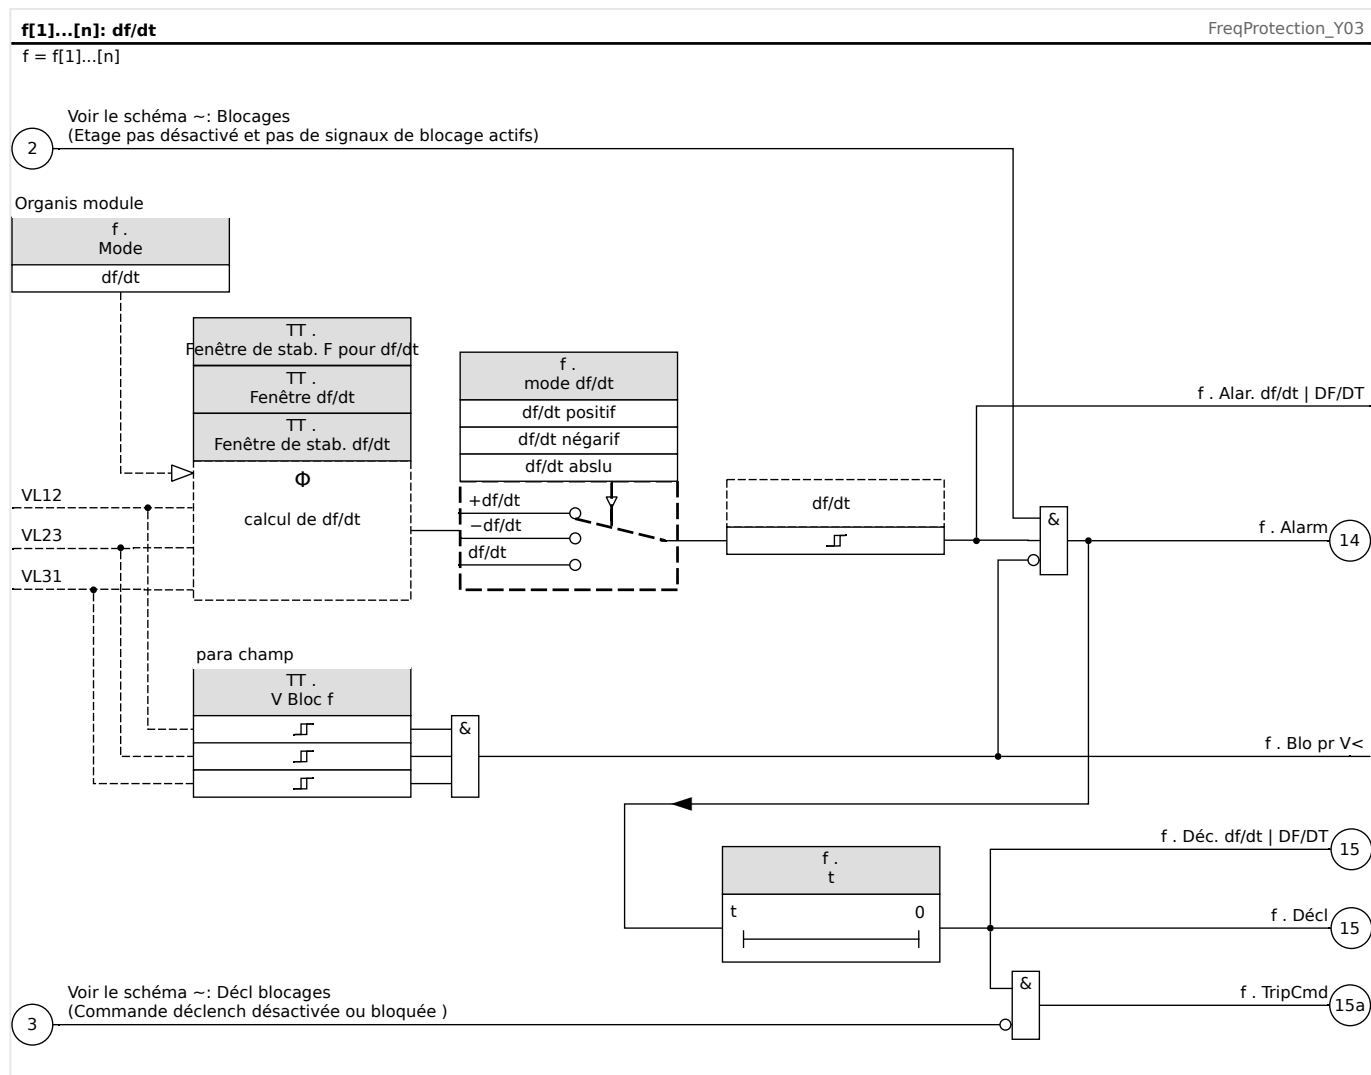 f[1]...[n]: df/dt
FreqProtection_Y03
f = f[1]...[n]
Voir le schéma ~: Blocages
(Etage pas désactivé et pas de signaux de blocage actifs)
2
Organis module
f .
Mode
df/dt
TT .
Fenêtre de stab. F pour df/dt
TT .
Fenêtre df/dt
TT .
Fenêtre de stab. df/dt
Φ
calcul de df/dt
VL12
VL23
VL31
f .
mode df/dt
df/dt positif
df/dt négarif
df/dt abslu
+df/dt
−df/dt
df/dt
df/dt
f . Alar. df/dt | DF/DT
&
f . Alarm
14
para champ
TT .
V Bloc f
&
f . Blo pr V<
f .
t
t
0
f . Déc. df/dt | DF/DT
15
f . Décl
15
&
f . TripCmd
15a
Voir le schéma ~: Décl blocages
(Commande déclench désactivée ou bloquée )
3